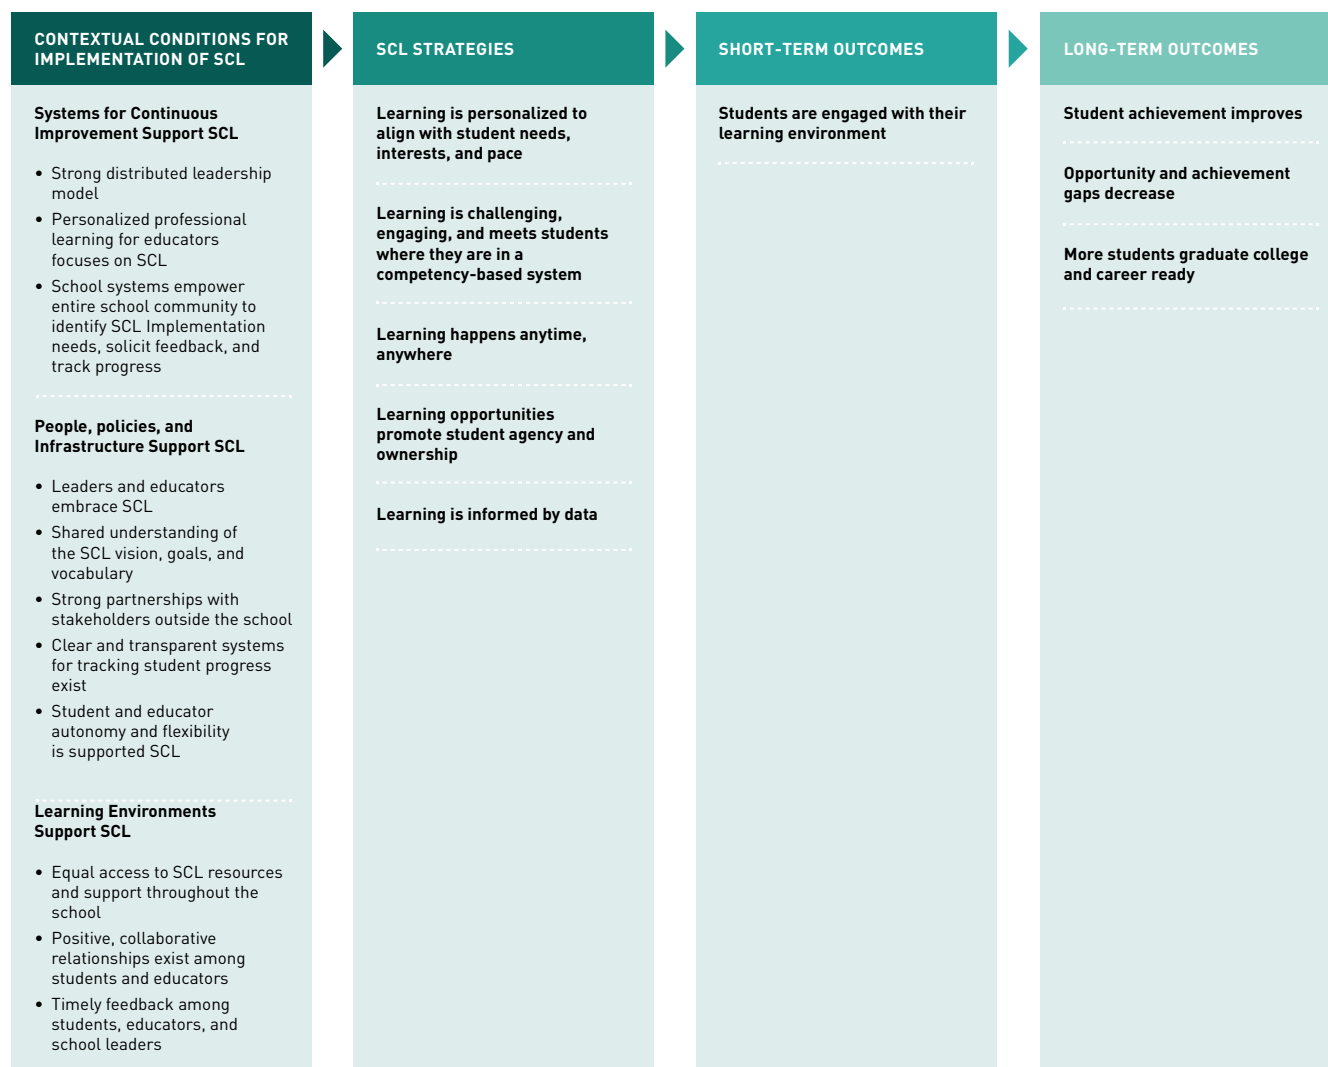 CONTEXTUAL CONDITIONS FOR
IMPLEMENTATION OF SCL
Systems for Continuous
Improvement Support SCL
• Strong distributed leadership
model
• Personalized professional
learning for educators
focuses on SCL
• School systems empower
entire school community to
identify SCL Implementation
needs, solicit feedback, and
track progress
People, policies, and
Infrastructure Support SCL
• Leaders and educators
embrace SCL
• Shared understanding of
the SCL vision, goals, and
vocabulary
• Strong partnerships with
stakeholders outside the school
• Clear and transparent systems
for tracking student progress
exist
• Student and educator
autonomy and flexibility
is supported SCL
Learning Environments
Support SCL
• Equal access to SCL resources
and support throughout the
school
• Positive, collaborative
relationships exist among
students and educators
• Timely feedback among
students, educators, and
school leaders
SCL STRATEGIES
Learning is personalized to
align with student needs,
interests, and pace
Learning is challenging,
engaging, and meets students
where they are in a
competency-based system
Learning happens anytime,
anywhere
Learning opportunities
promote student agency and
ownership
Learning is informed by data
SHORT-TERM OUTCOMES
Students are engaged with their
learning environment
LONG-TERM OUTCOMES
Student achievement improves
Opportunity and achievement
gaps decrease
More students graduate college
and career ready